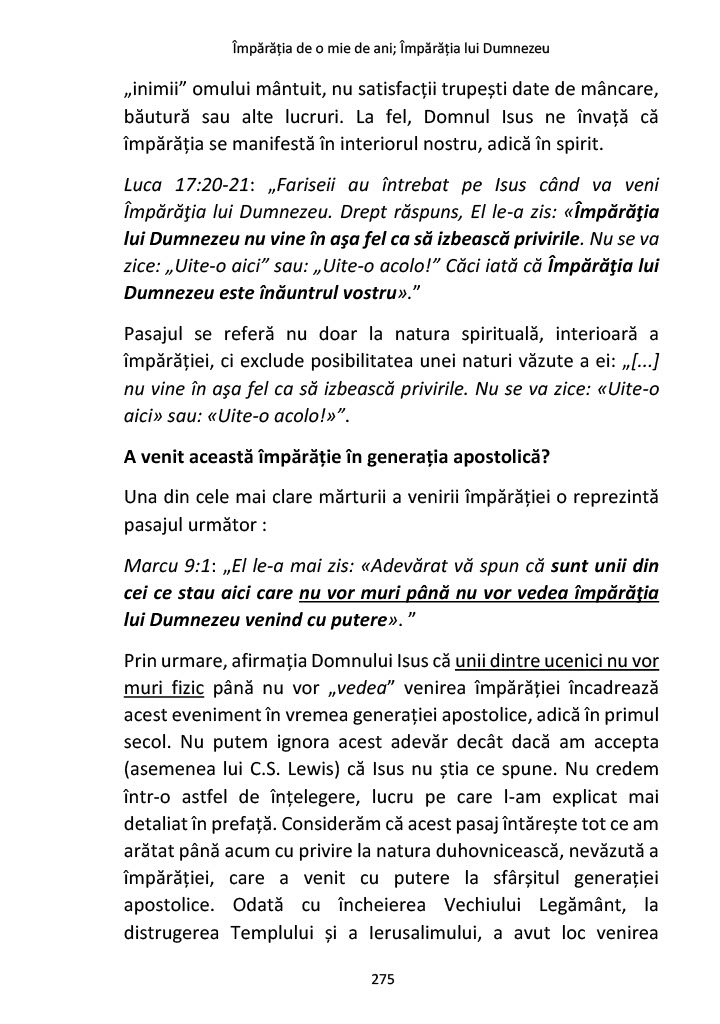 Împărăția de o mie de ani; Împărăția lui Dumnezeu
„inimii” omului mântuit, nu satisfacții trupești date de mâncare,
băutură sau alte lucruri. La fel, Domnul Isus ne învață că
împărăția se manifestă în interiorul nostru, adică în spirit.
Luca 17:20-21: „Fariseii au întrebat pe Isus când va veni
Împărăţia lui Dumnezeu. Drept răspuns, El le-a zis: «Împărăţia
lui Dumnezeu nu vine în aşa fel ca să izbească privirile. Nu se va
zice: „Uite-o aici” sau: „Uite-o acolo!” Căci iată că Împărăţia lui
Dumnezeu este înăuntrul vostru».”
Pasajul se referă nu doar la natura spirituală, interioară a
împărăției, ci exclude posibilitatea unei naturi văzute a ei: „[...]
nu vine în aşa fel ca să izbească privirile. Nu se va zice: «Uite-o
aici» sau: «Uite-o acolo!»”.
A venit această împărăție în generația apostolică?
Una din cele mai clare mărturii a venirii împărăției o reprezintă
pasajul următor :
Marcu 9:1: „El le-a mai zis: «Adevărat vă spun că sunt unii din
cei ce stau aici care nu vor muri până nu vor vedea împărăţia
lui Dumnezeu venind cu putere». ”
Prin urmare, afirmația Domnului Isus că unii dintre ucenici nu vor
muri fizic până nu vor „vedea” venirea împărăției încadrează
acest eveniment în vremea generației apostolice, adică în primul
secol. Nu putem ignora acest adevăr decât dacă am accepta
(asemenea lui C.S. Lewis) că Isus nu știa ce spune. Nu credem
într-o astfel de înțelegere, lucru pe care l-am explicat mai
detaliat în prefață. Considerăm că acest pasaj întărește tot ce am
arătat până acum cu privire la natura duhovnicească, nevăzută a
împărăției, care a venit cu putere la sfârșitul generației
apostolice. Odată cu încheierea Vechiului Legământ, la
distrugerea Templului și a Ierusalimului, a avut loc venirea
275